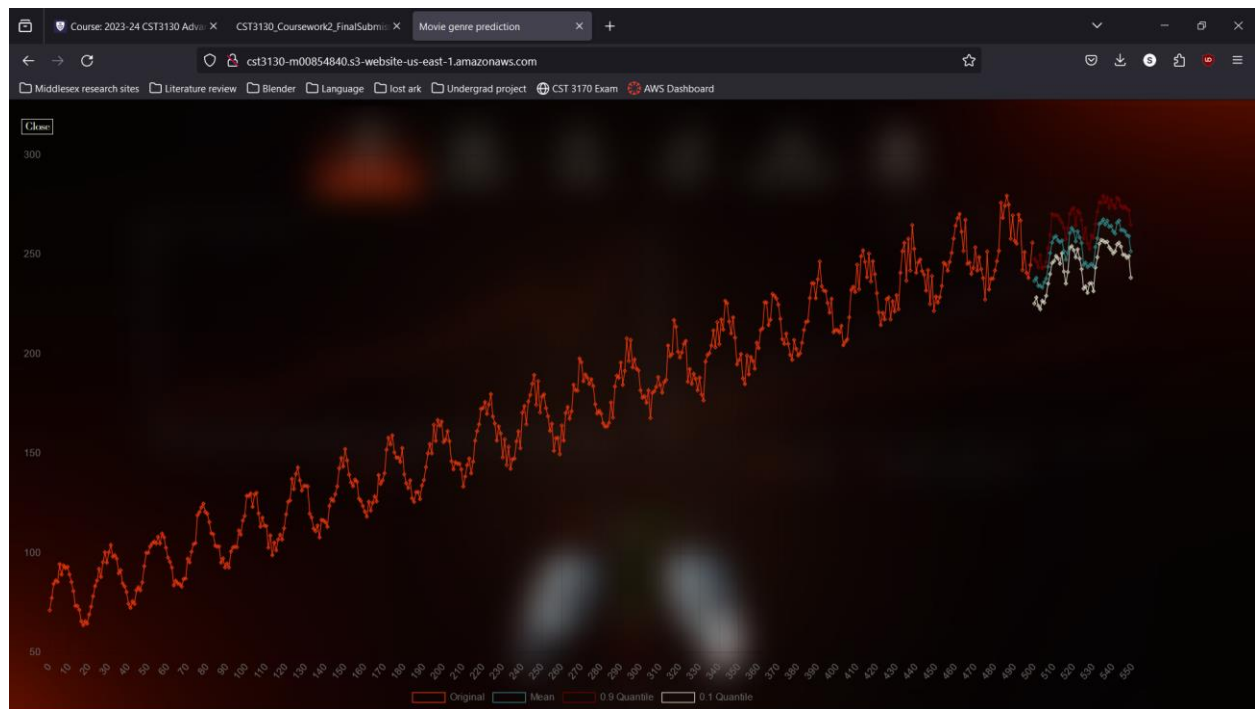 Course: 2023-24 CST3130 Adva
CST3130_Coursework2_FinalSubmis
Movie genre prediction
cst3130-m00854840.s3-website-us-east-1.amazonaws.com
S
UD
Middlesex research sites
Literature review
Blender
Language
lost ark
Undergrad project
CST 3170 Exam
AWS Dashboard
Close
300
250
200
150
100
50
0 10 20 30 40 50 60 70 80 90 100 110 120 130 140 150 160 170 180 190 200 210 220 230 240 250 260 270 280 290 300 310 320 330 340 350 360 370 380 390 400 410 420 430 440 450 460 470 480 490 500 510 520 530 540 550
Original Mean 0.9 Quantile 0.1 Quantile